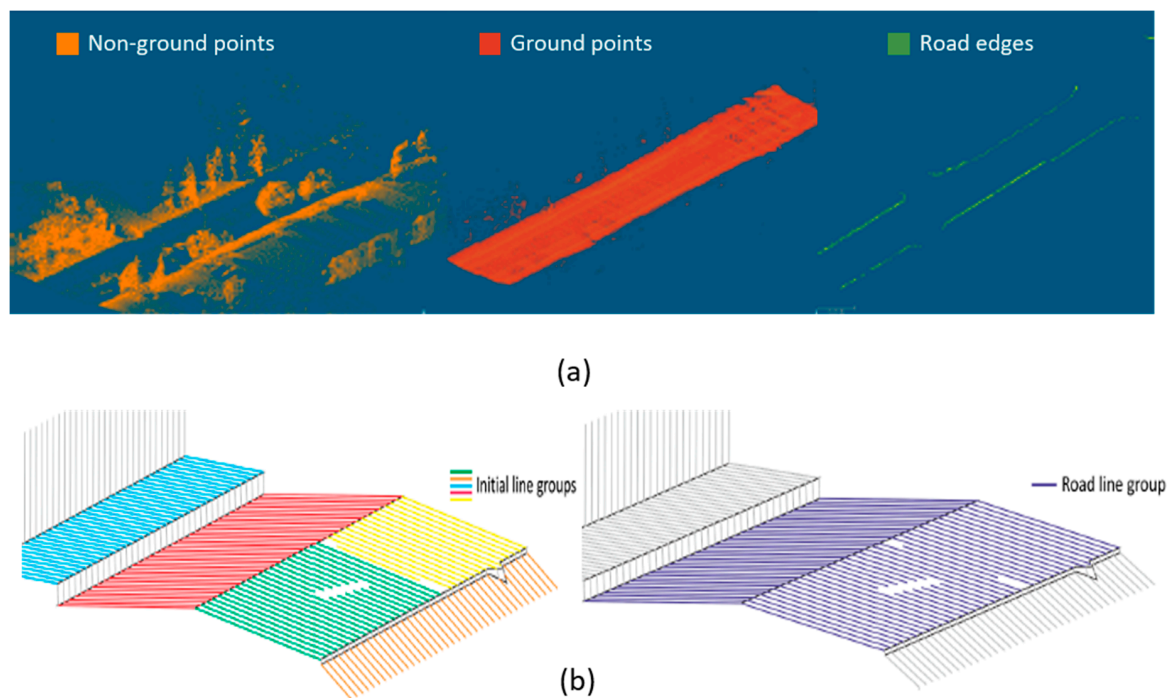 Non-ground points
Ground points
Road edges
(a)
Initial line groups
Road line group
(b)